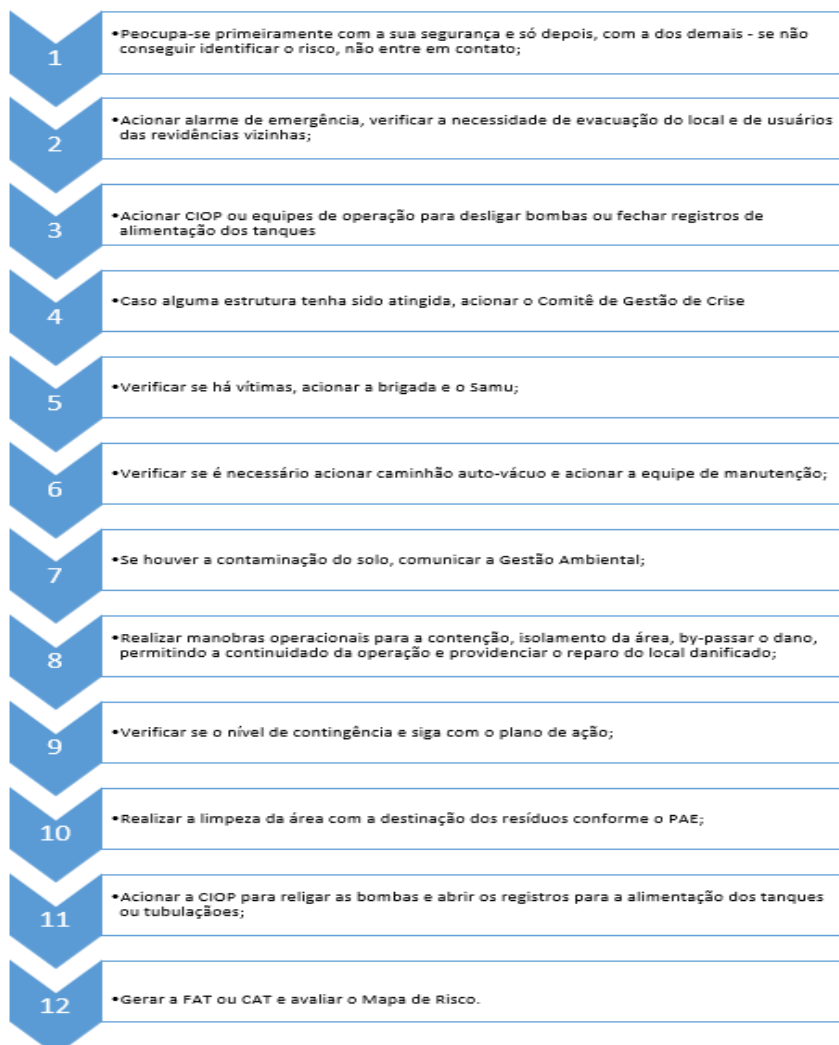 1
•Peocupa-se primeiramente com a sua segurança e só depois, com a dos demais - se não
conseguir identificar o risco, não entre em contato;
2
•Acionar alarme de emergência, verificar a necessidade de evacuação do local e de usuários
das revidências vizinhas;
3
•Acionar CIOP ou equipes de operação para desligar bombas ou fechar registros de
alimentação dos tanques
4
•Caso alguma estrutura tenha sido atingida, acionar o Comitê de Gestão de Crise
5
•Verificar se há vítimas, acionar a brigada e o Samu;
6
•Verificar se é necessário acionar caminhão auto-vácuo e acionar a equipe de manutenção;
7
•Se houver a contaminação do solo, comunicar a Gestão Ambiental;
8
•Realizar manobras operacionais para a contenção, isolamento da área, by-passar o dano,
permitindo a continuidado da operação e providenciar o reparo do local danificado;
9
•Verificar se o nível de contingência e siga com o plano de ação;
10
•Realizar a limpeza da área com a destinação dos resíduos conforme o PAE;
11
•Acionar a CIOP para religar as bombas e abrir os registros para a alimentação dos tanques
ou tubulaçãoes;
12
•Gerar a FAT ou CAT e avaliar o Mapa de Risco.